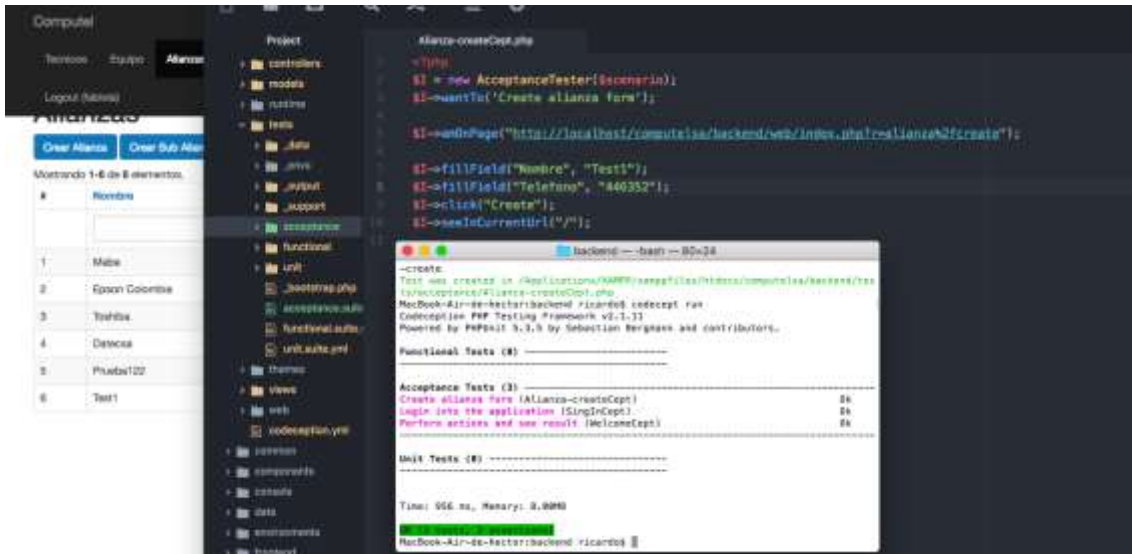 Computel
Tecnicos Equipo Alianzas
Logout (fabiola)
Alianzas
Crear Alianza
Crear Sub Alian
Mostrando 1-6 de 6 elementos.
# Nombre
1 Mabe
2 Epson Colombia
3 Toshiba
4 Datecsa
5 Prueba122
6 Test1
Project
controllers
models
runtime
tests
_data
_envs
_output
_support
acceptance
functional
unit
_bootstrap.php
acceptance.suite
functional.suite.
unit.suite.yml
themes
views
web
codeception.yml
common
components
console
data
environments
frontend
Alianza-createCept.php
<?php
$I = new AcceptanceTester($scenario);
$I->wantTo('Create alianza form');
$I->amOnPage("http://localhost/computelsa/backend/web/index.php?r=alianza%2fcreate");
$I->fillField("Nombre", "Test1");
$I->fillField("Telefono", "440352");
$I->click("Create");
$I->seeInCurrentUrl("/");
backend — -bash — 80×24
-create
Test was created in /Applications/XAMPP/xamppfiles/htdocs/computelsa/backend/tes
ts/acceptance/Alianza-createCept.php
MacBook-Air-de-hector:backend ricardo$ codecept run
Codeception PHP Testing Framework v2.1.11
Powered by PHPUnit 5.3.5 by Sebastian Bergmann and contributors.
Functional Tests (0) ------------------------
Acceptance Tests (3) ------------------------
Create alianza form (Alianza-createCept) Ok
Login into the application (SingInCept) Ok
Perform actions and see result (WelcomeCept) Ok
Unit Tests (0) ------------------------
Time: 956 ms, Memory: 8.00MB
OK (3 tests, 3 assertions)
MacBook-Air-de-hector:backend ricardo$